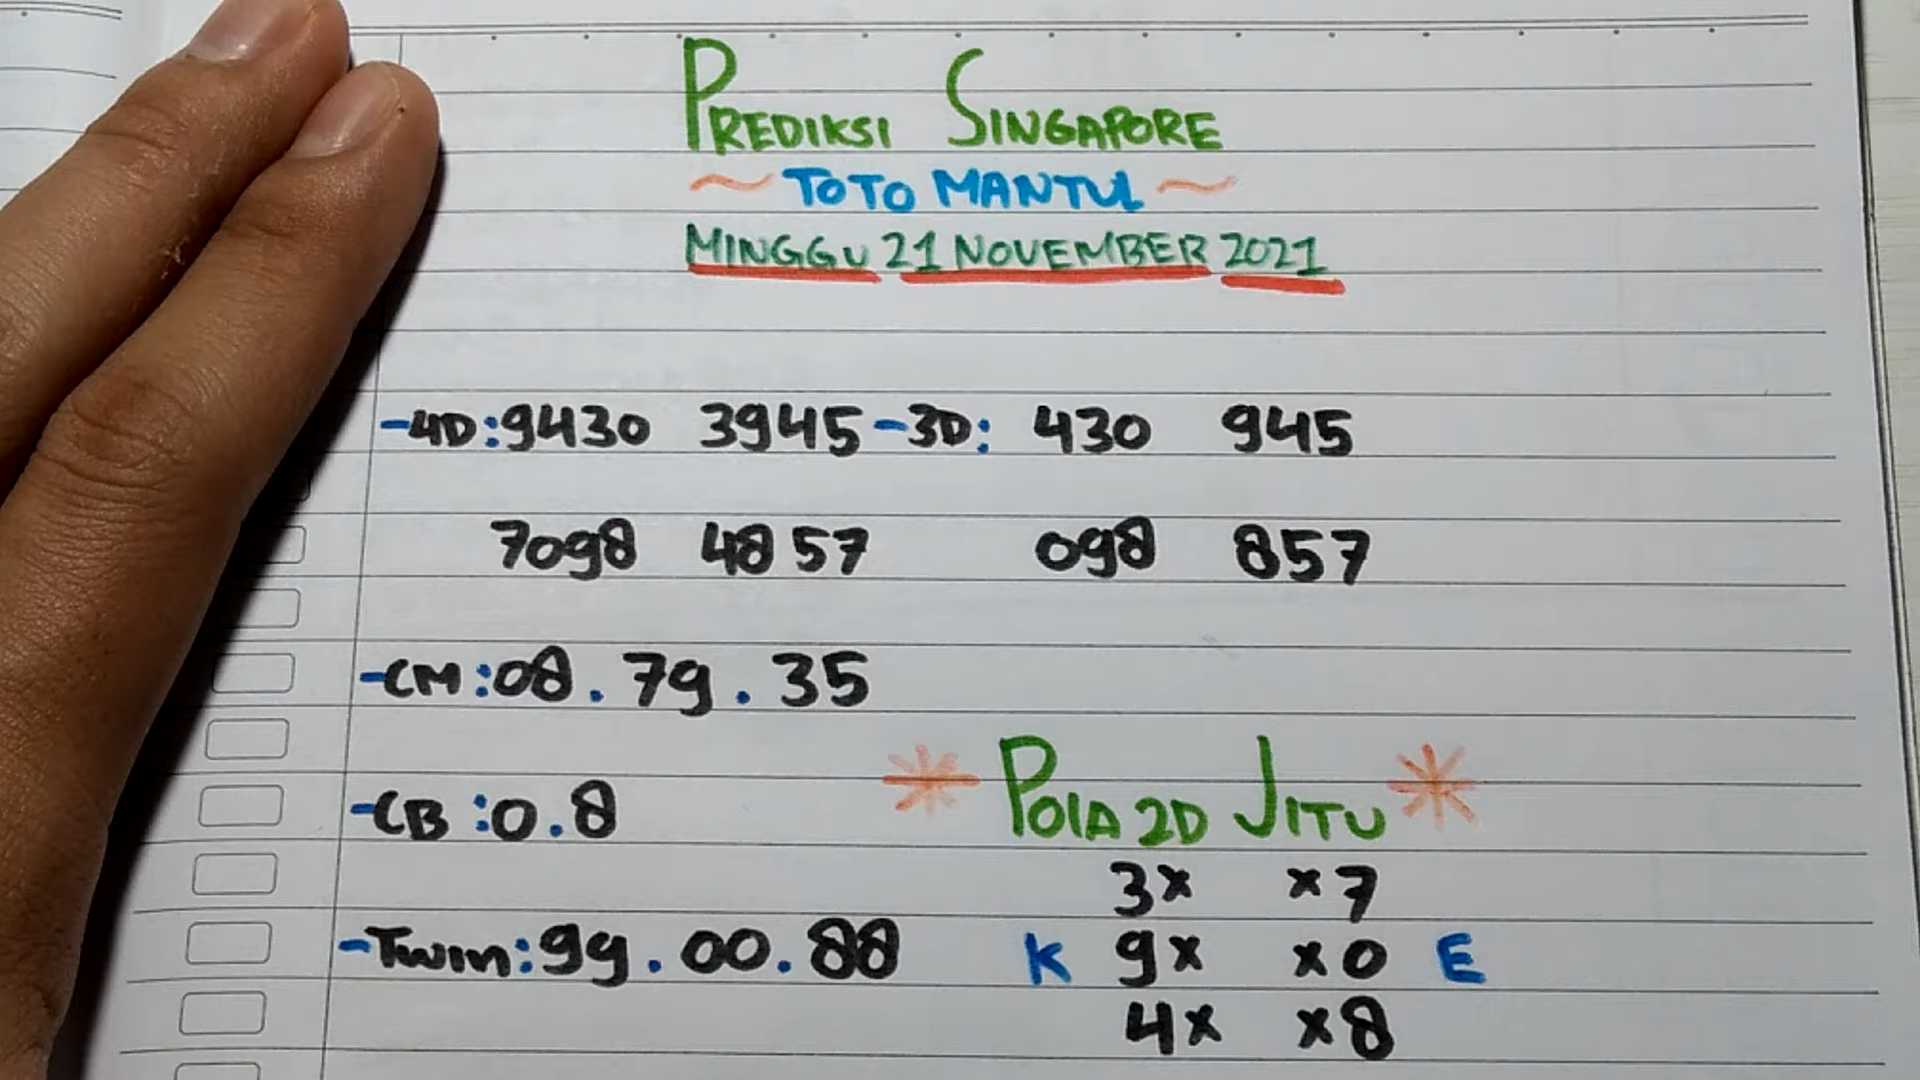 PREDIKSI SINGAPORE
~ TOTO MANTUL ~
MINGGU 21 NOVEMBER 2021
-4D:9430 3945 -3D: 430 945
7098 4857 098 857
-CM:08.79.35
-CB:0.8
* POLA 2D JITU *
3x x7
-Twin:99.00.88
K 9x x0 E
4x x8